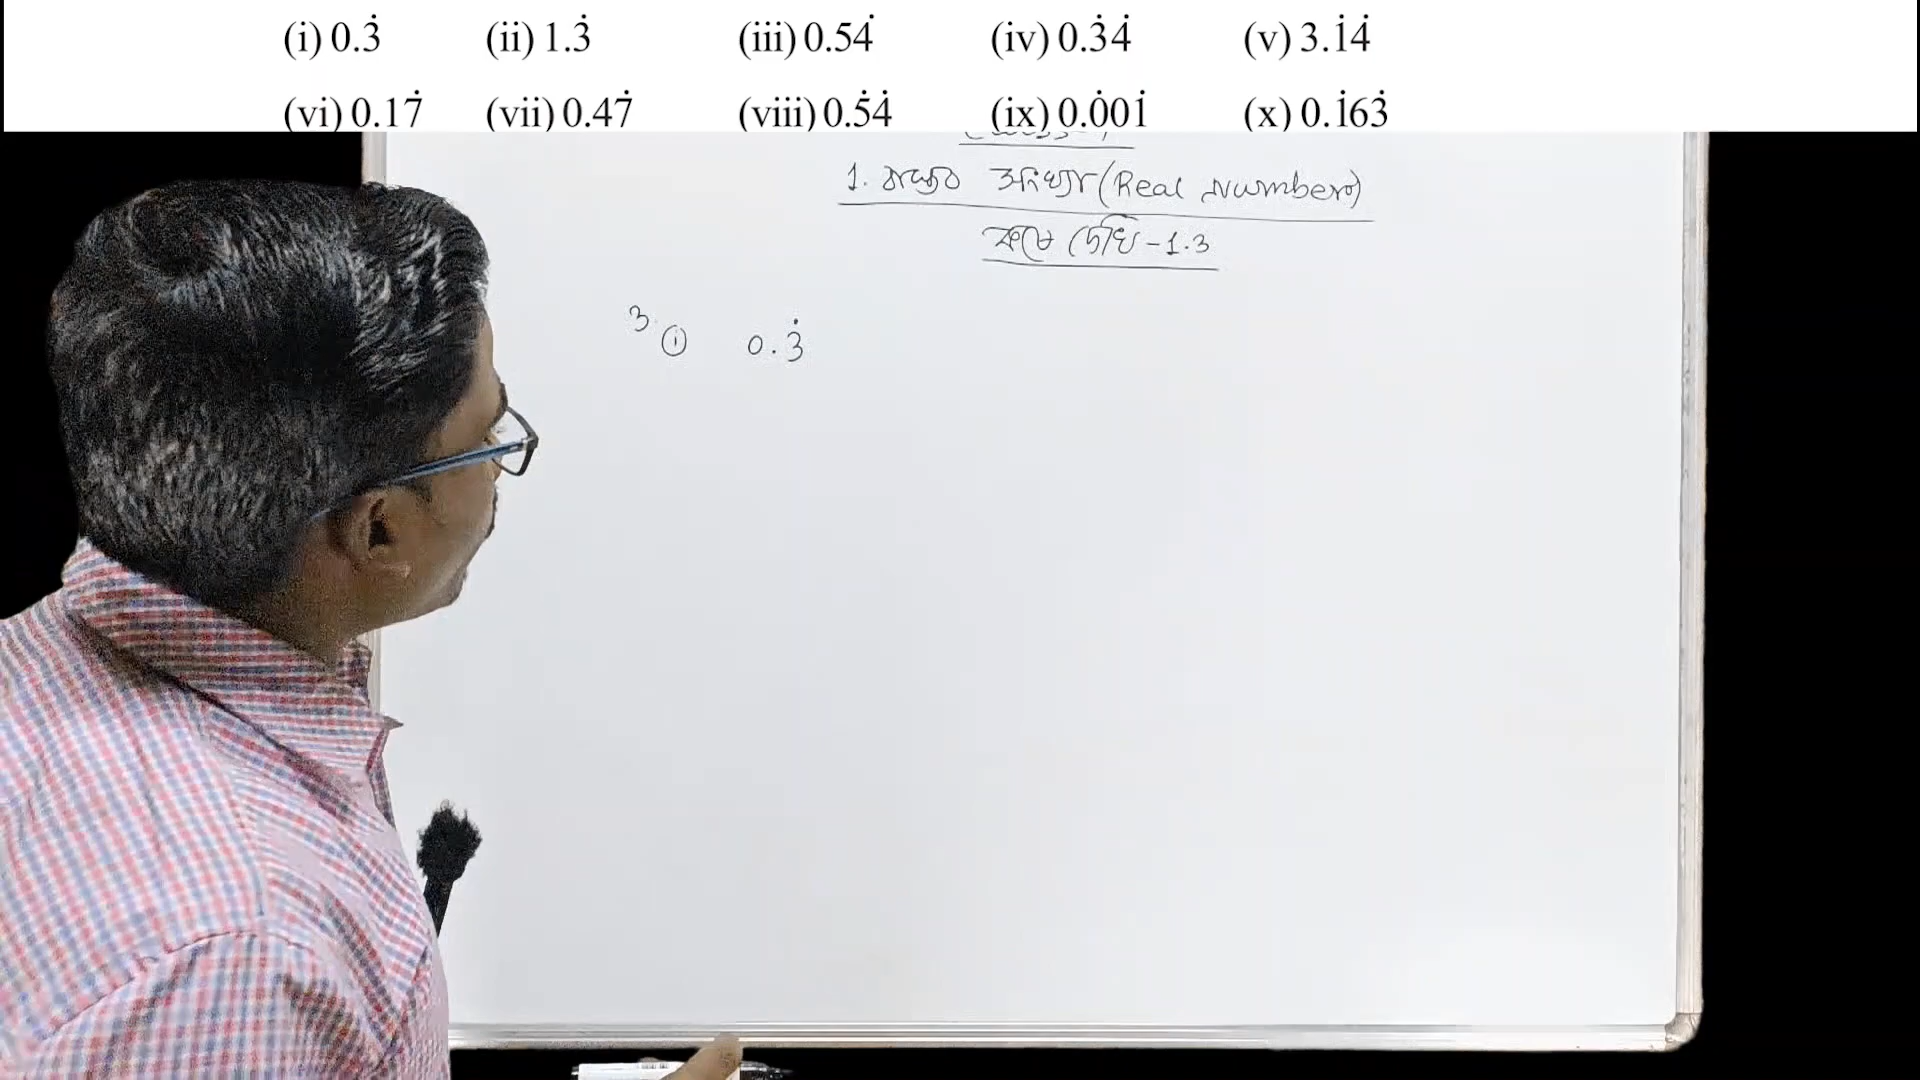 (i) 0.3̇ (ii) 1.3̇ (iii) 0.54̇ (iv) 0.3̇4̇ (v) 3.1̇4̇
(vi) 0.17̇ (vii) 0.47̇ (viii) 0.5̇4̇ (ix) 0.0̇01̇ (x) 0.1̇63̇
1. বাস্তব সংখ্যা (Real Number)
কষে দেখি - 1.3
3. (i) 0.3̇